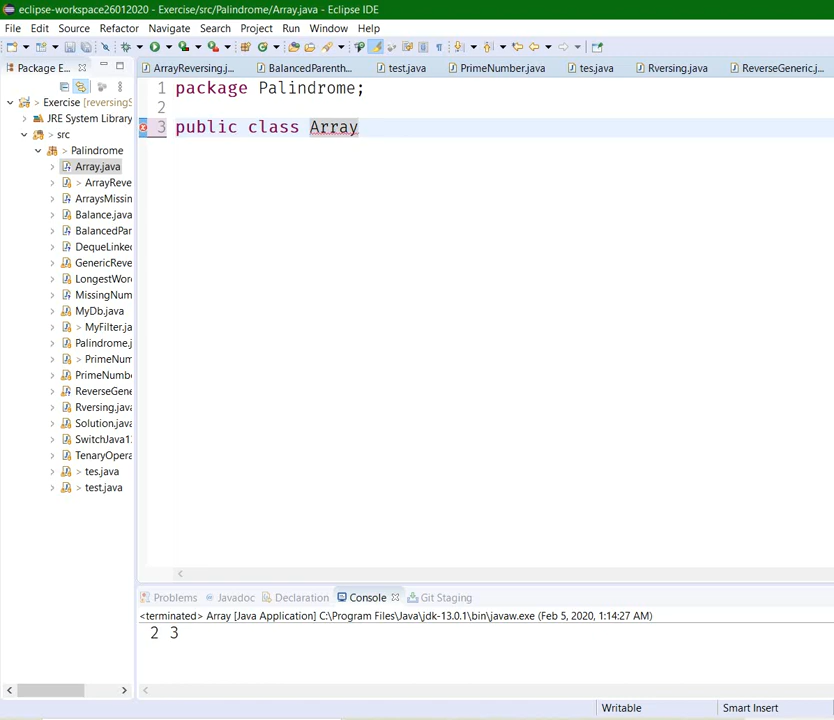 eclipse-workspace26012020 - Exercise/src/Palindrome/Array.java - Eclipse IDE
File Edit Source Refactor Navigate Search Project Run Window Help
Package E...
ArrayReversing.j... BalancedParenth... test.java PrimeNumber.java tes.java Rversing.java ReverseGeneric.j...
> Exercise [reversingS
JRE System Library
src
Palindrome
Array.java
> ArrayReve
ArraysMissin
Balance.java
BalancedPar
DequeLinked
GenericReve
LongestWor
MissingNum
MyDb.java
> MyFilter.ja
Palindrome.j
> PrimeNum
PrimeNumbe
ReverseGene
Rversing.java
Solution.java
SwitchJava12
TenaryOpera
> tes.java
> test.java
1 package Palindrome;
2
3 public class Array
Problems Javadoc Declaration Console Git Staging
<terminated> Array [Java Application] C:\Program Files\Java\jdk-13.0.1\bin\javaw.exe (Feb 5, 2020, 1:14:27 AM)
2 3
Writable Smart Insert